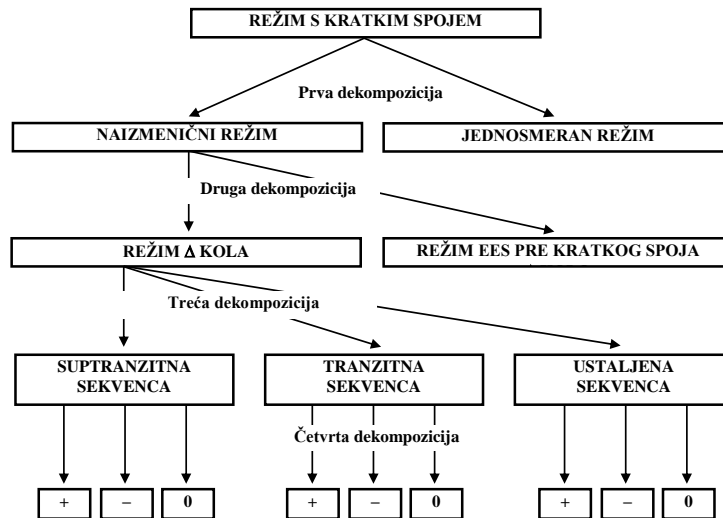 REŽIM S KRATKIM SPOJEM
Prva dekompozicija
NAIZMENIČNI REŽIM
JEDNOSMERAN REŽIM
Druga dekompozicija
REŽIM Δ KOLA
REŽIM EES PRE KRATKOG SPOJA
Treća dekompozicija
SUPTRANZITNA
SEKVENCA
TRANZITNA
SEKVENCA
USTALJENA
SEKVENCA
Četvrta dekompozicija
+ − 0
+ − 0
+ − 0